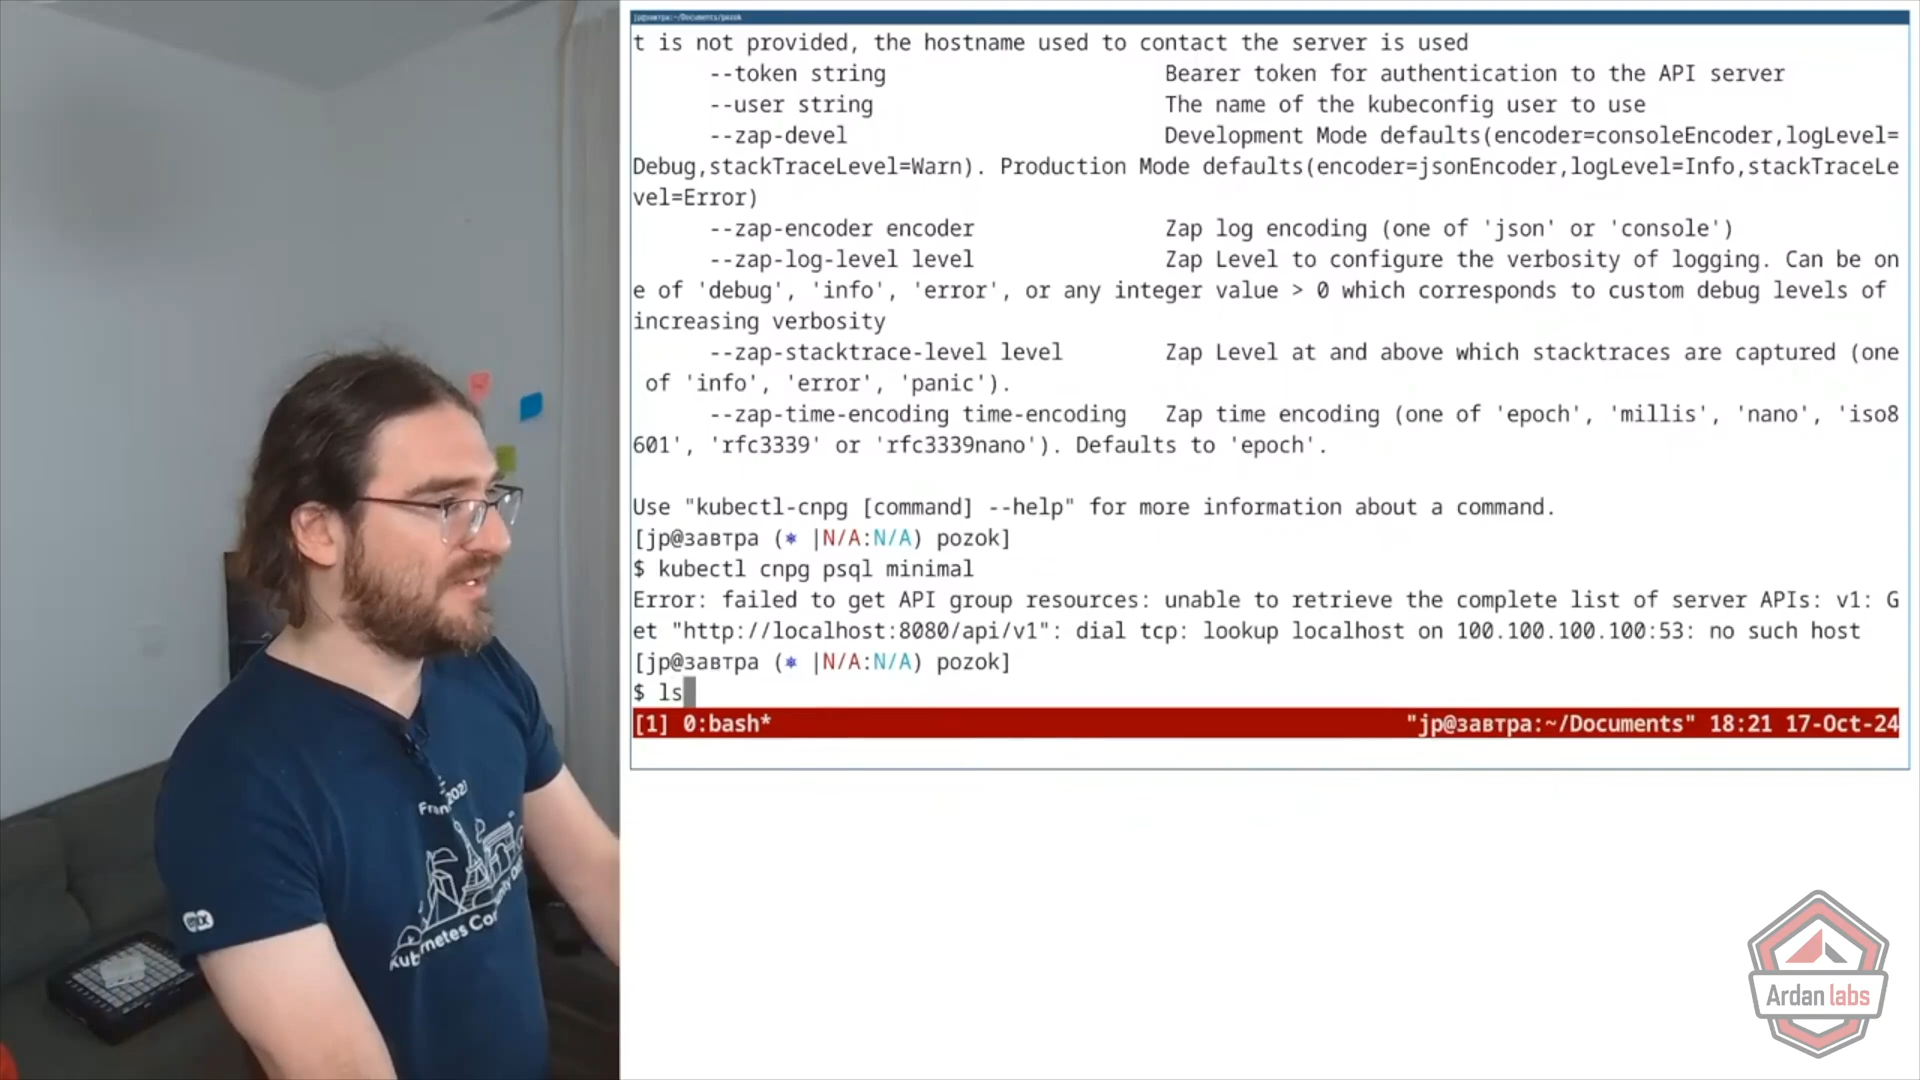 jp@завтра:~/Documents/pozok
t is not provided, the hostname used to contact the server is used
--token string Bearer token for authentication to the API server
--user string The name of the kubeconfig user to use
--zap-devel Development Mode defaults(encoder=consoleEncoder,logLevel=
Debug,stackTraceLevel=Warn). Production Mode defaults(encoder=jsonEncoder,logLevel=Info,stackTraceLe
vel=Error)
--zap-encoder encoder Zap log encoding (one of 'json' or 'console')
--zap-log-level level Zap Level to configure the verbosity of logging. Can be on
e of 'debug', 'info', 'error', or any integer value > 0 which corresponds to custom debug levels of
increasing verbosity
--zap-stacktrace-level level Zap Level at and above which stacktraces are captured (one
of 'info', 'error', 'panic').
--zap-time-encoding time-encoding Zap time encoding (one of 'epoch', 'millis', 'nano', 'iso8
601', 'rfc3339' or 'rfc3339nano'). Defaults to 'epoch'.
Use "kubectl-cnpg [command] --help" for more information about a command.
[jp@завтра (⎈ |N/A:N/A) pozok]
$ kubectl cnpg psql minimal
Error: failed to get API group resources: unable to retrieve the complete list of server APIs: v1: G
et "http://localhost:8080/api/v1": dial tcp: lookup localhost on 100.100.100.100:53: no such host
[jp@завтра (⎈ |N/A:N/A) pozok]
$ ls
[1] 0:bash* "jp@завтра:~/Documents" 18:21 17-Oct-24
Ardan labs